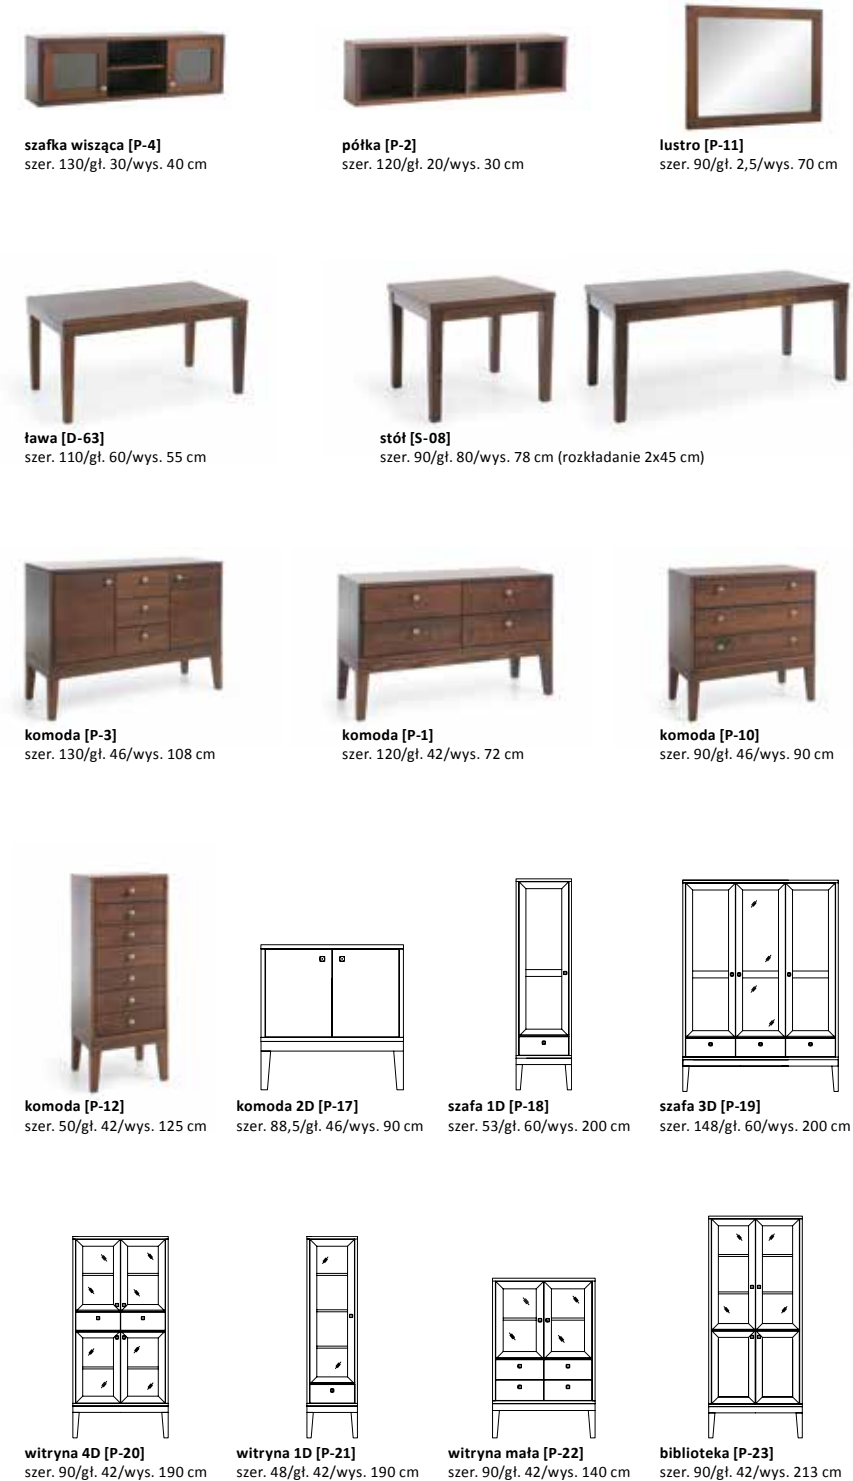 szafka wisząca [P-4]
szer. 130/gł. 30/wys. 40 cm
półka [P-2]
szer. 120/gł. 20/wys. 30 cm
lustro [P-11]
szer. 90/gł. 2,5/wys. 70 cm
ława [D-63]
szer. 110/gł. 60/wys. 55 cm
stół [S-08]
szer. 90/gł. 80/wys. 78 cm (rozkładanie 2x45 cm)
komoda [P-3]
szer. 130/gł. 46/wys. 108 cm
komoda [P-1]
szer. 120/gł. 42/wys. 72 cm
komoda [P-10]
szer. 90/gł. 46/wys. 90 cm
komoda [P-12]
szer. 50/gł. 42/wys. 125 cm
komoda 2D [P-17]
szer. 88,5/gł. 46/wys. 90 cm
szafa 1D [P-18]
szer. 53/gł. 60/wys. 200 cm
szafa 3D [P-19]
szer. 148/gł. 60/wys. 200 cm
witryna 4D [P-20]
szer. 90/gł. 42/wys. 190 cm
witryna 1D [P-21]
szer. 48/gł. 42/wys. 190 cm
witryna mała [P-22]
szer. 90/gł. 42/wys. 140 cm
biblioteka [P-23]
szer. 90/gł. 42/wys. 213 cm